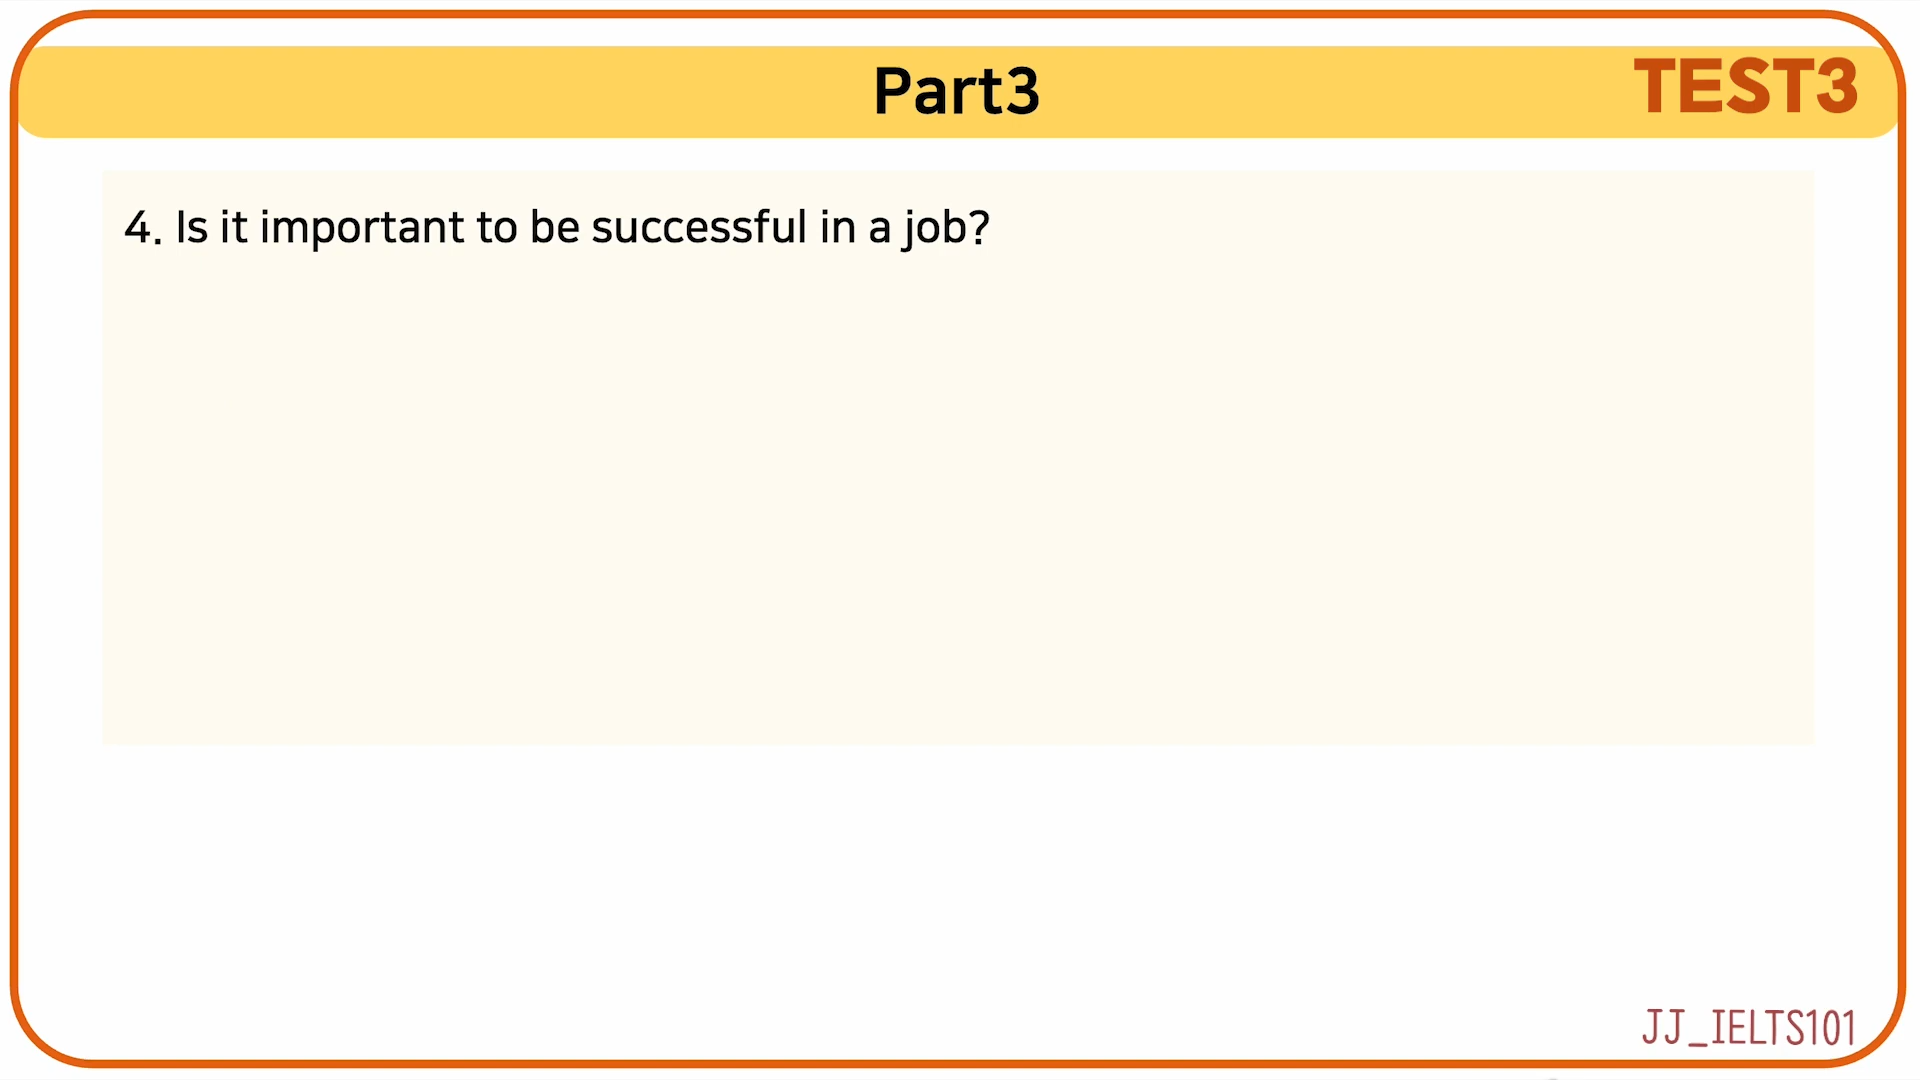 Part3
TEST3
4. Is it important to be successful in a job?
JJ_IELTS101